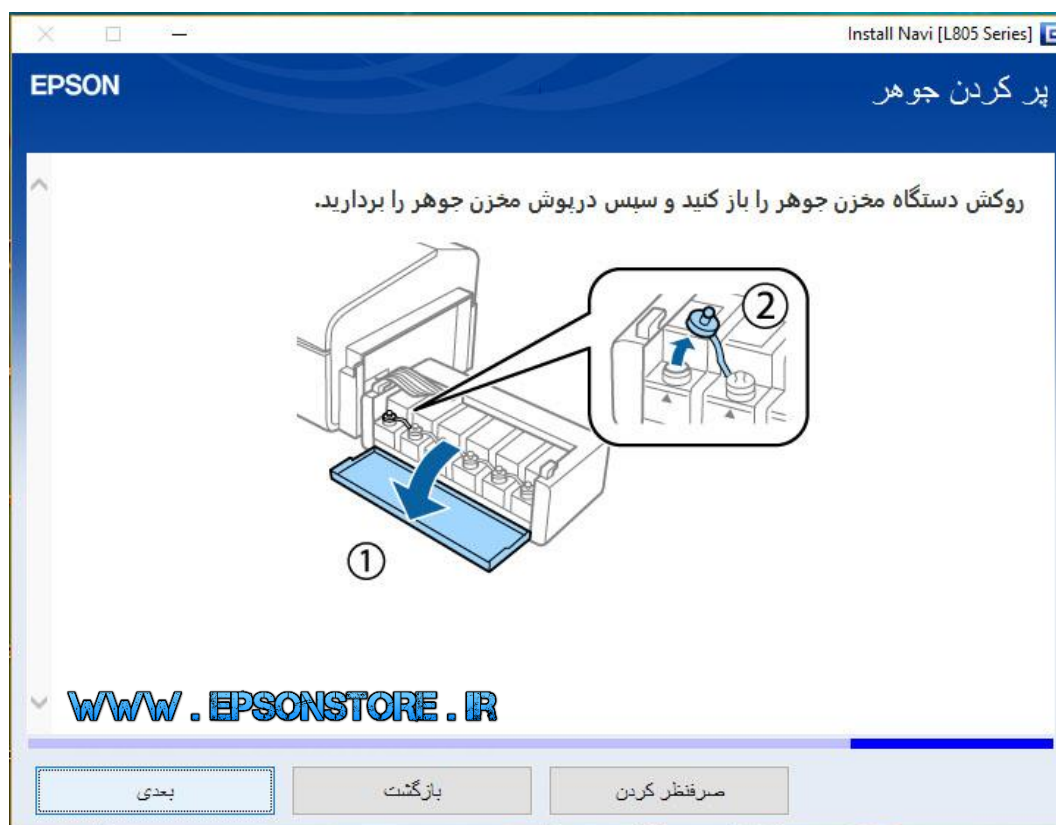 Install Navi [L805 Series]
پر کردن جوهر
EPSON
روکش دستگاه مخزن جوهر را باز کنید و سپس درپوش مخزن جوهر را بردارید.
②
①
WWW.EPSONSTORE.IR
صرفنظر کردن
بازگشت
بعدی